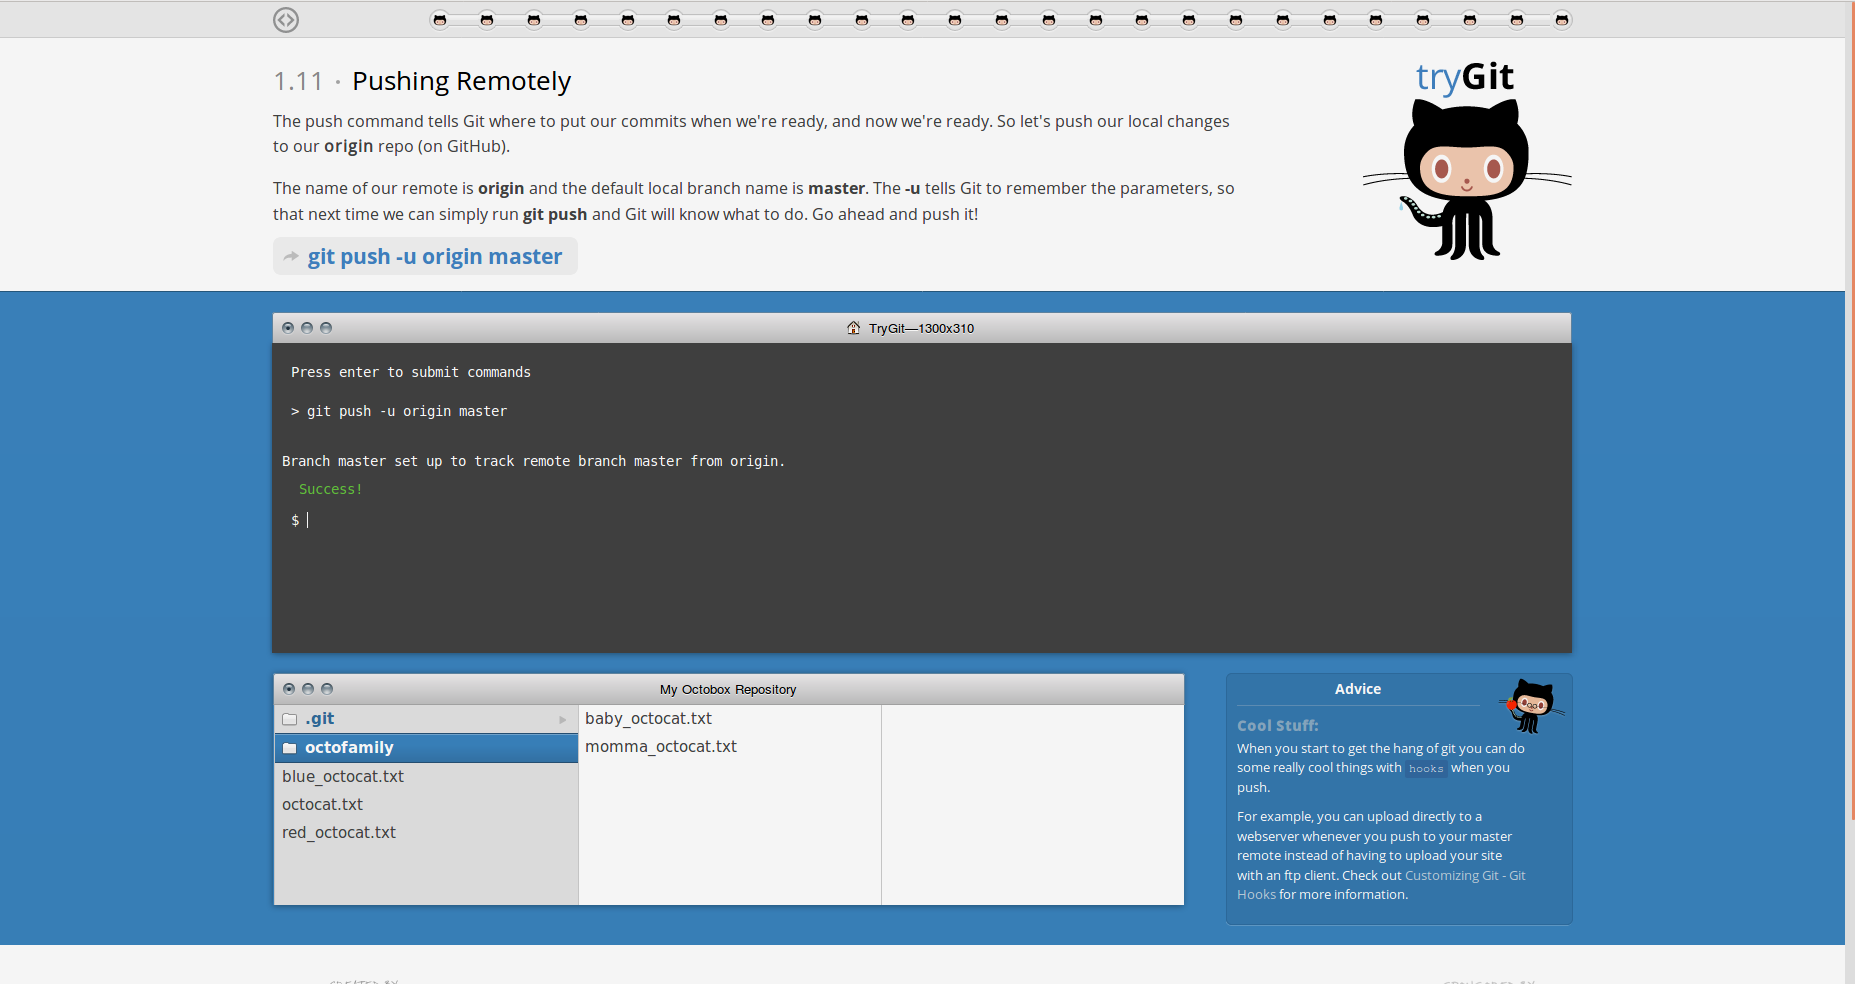 1.11 · Pushing Remotely
tryGit
The push command tells Git where to put our commits when we're ready, and now we're ready. So let's push our local changes
to our origin repo (on GitHub).
The name of our remote is origin and the default local branch name is master. The -u tells Git to remember the parameters, so
that next time we can simply run git push and Git will know what to do. Go ahead and push it!
git push -u origin master
TryGit—1300x310
Press enter to submit commands
> git push -u origin master
Branch master set up to track remote branch master from origin.
Success!
$
My Octobox Repository
.git
octofamily
blue_octocat.txt
octocat.txt
red_octocat.txt
baby_octocat.txt
momma_octocat.txt
Advice
Cool Stuff:
When you start to get the hang of git you can do
some really cool things with hooks when you
push.
For example, you can upload directly to a
webserver whenever you push to your master
remote instead of having to upload your site
with an ftp client. Check out Customizing Git - Git
Hooks for more information.